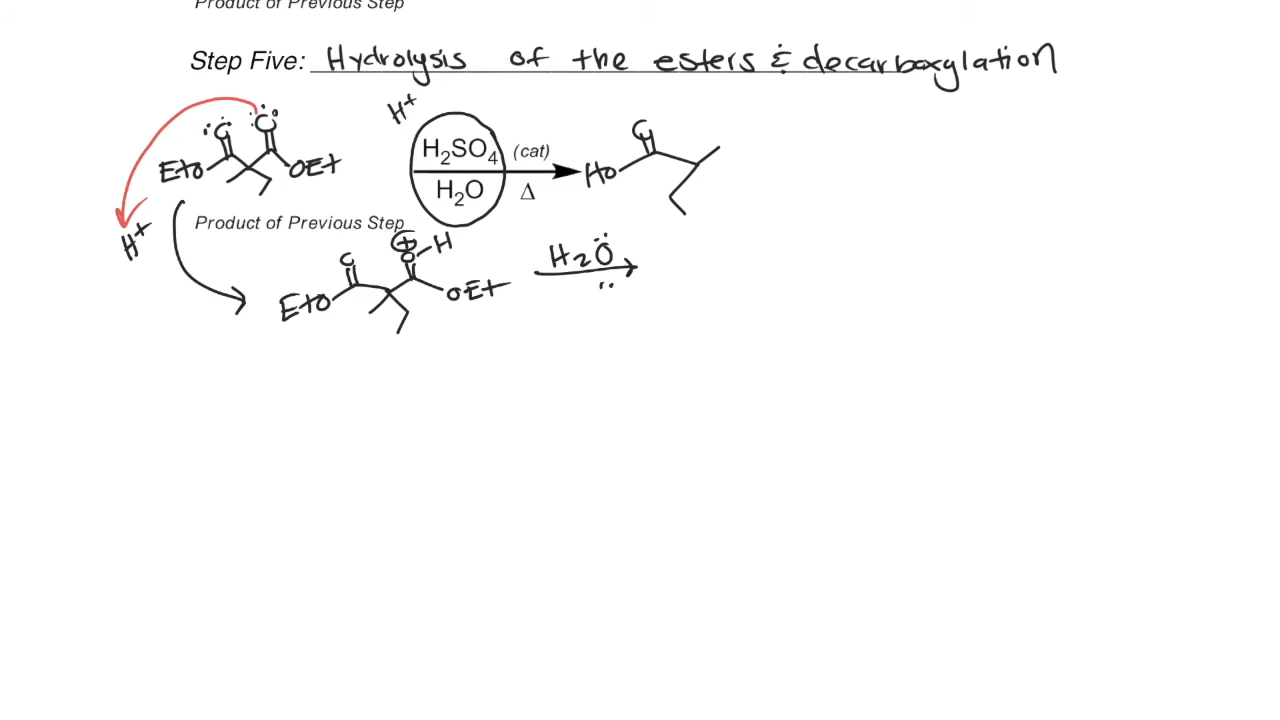 Product of Previous Step
Step Five: Hydrolysis of the esters & decarboxylation
H+
O O
EtO OEt
H2SO4 (cat)
H2O Δ
HO O
Product of Previous Step
H+
O O H
EtO OEt
H2O